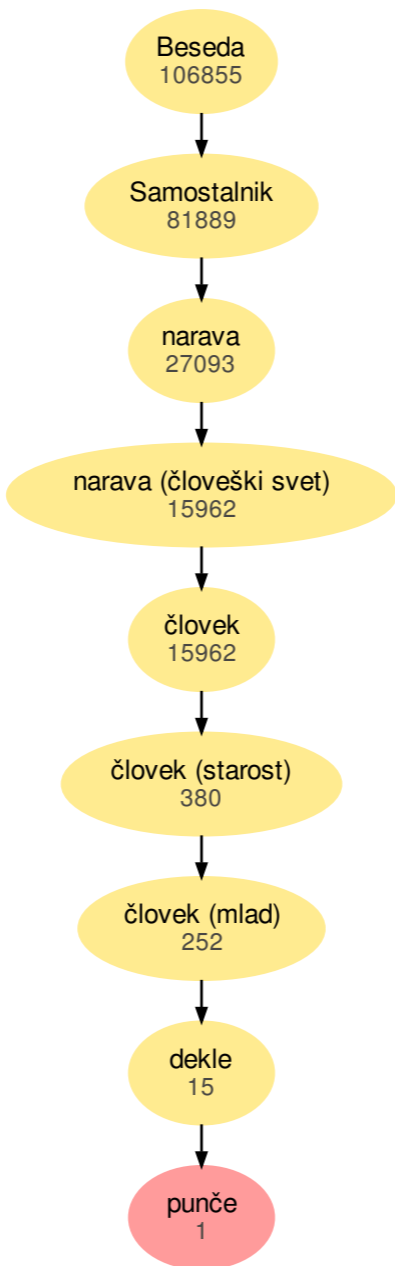 Beseda
106855
Samostalnik
81889
narava
27093
narava (človeški svet)
15962
človek
15962
človek (starost)
380
človek (mlad)
252
dekle
15
punče
1